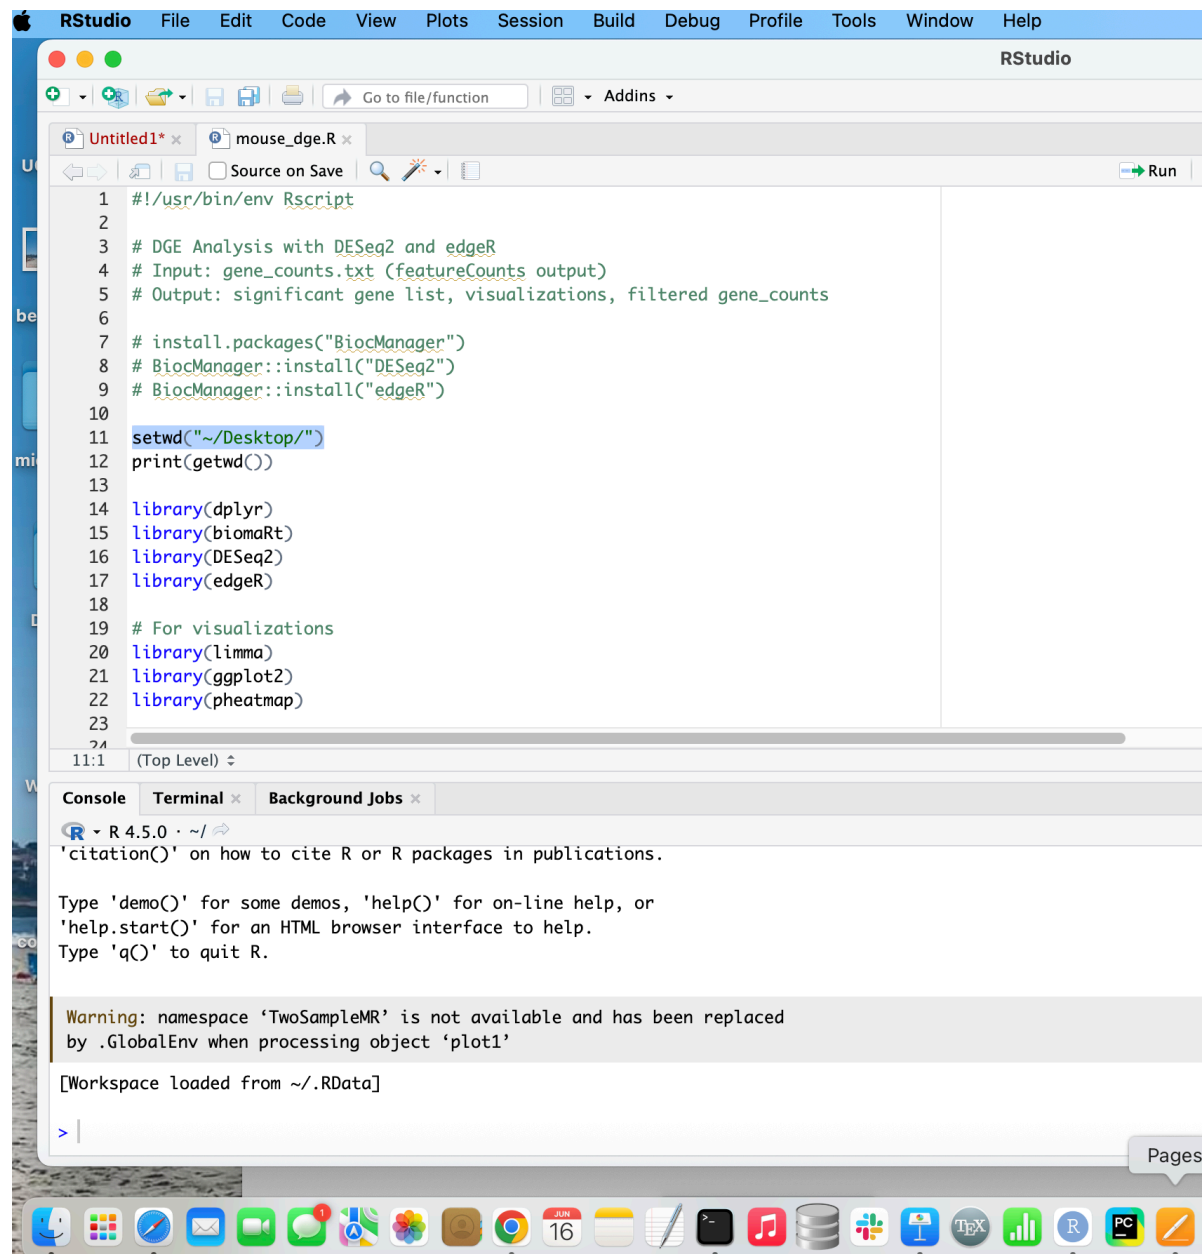 RStudio File Edit Code View Plots Session Build Debug Profile Tools Window Help
RStudio
Go to file/function Addins
Untitled1* mouse_dge.R
Source on Save Run
1 #!/usr/bin/env Rscript
2
3 # DGE Analysis with DESeq2 and edgeR
4 # Input: gene_counts.txt (featureCounts output)
5 # Output: significant gene list, visualizations, filtered gene_counts
6
7 # install.packages("BiocManager")
8 # BiocManager::install("DESeq2")
9 # BiocManager::install("edgeR")
10
11 setwd("~/Desktop/")
12 print(getwd())
13
14 library(dplyr)
15 library(biomaRt)
16 library(DESeq2)
17 library(edgeR)
18
19 # For visualizations
20 library(limma)
21 library(ggplot2)
22 library(pheatmap)
23
24
11:1 (Top Level)
Console Terminal Background Jobs
R R 4.5.0 · ~/
'citation()' on how to cite R or R packages in publications.
Type 'demo()' for some demos, 'help()' for on-line help, or
'help.start()' for an HTML browser interface to help.
Type 'q()' to quit R.
Warning: namespace ‘TwoSampleMR’ is not available and has been replaced
by .GlobalEnv when processing object ‘plot1’
[Workspace loaded from ~/.RData]
>
Pages
1 JUN 16 TEX R PC